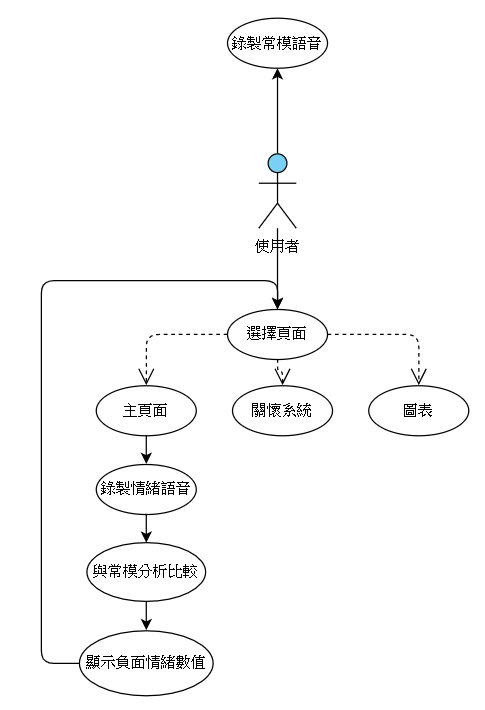 錄製常模語音
使用者
選擇頁面
主頁面
關懷系統
圖表
錄製情緒語音
與常模分析比較
顯示負面情緒數值